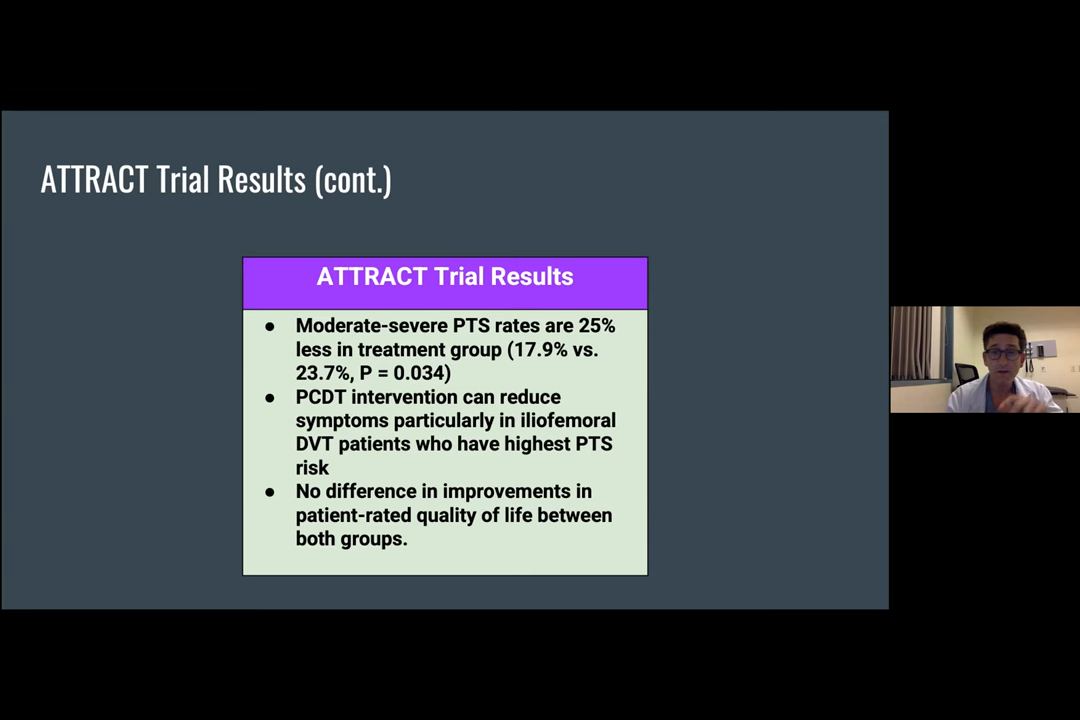 ATTRACT Trial Results (cont.)
ATTRACT Trial Results
● Moderate-severe PTS rates are 25%
less in treatment group (17.9% vs.
23.7%, P = 0.034)
● PCDT intervention can reduce
symptoms particularly in iliofemoral
DVT patients who have highest PTS
risk
● No difference in improvements in
patient-rated quality of life between
both groups.